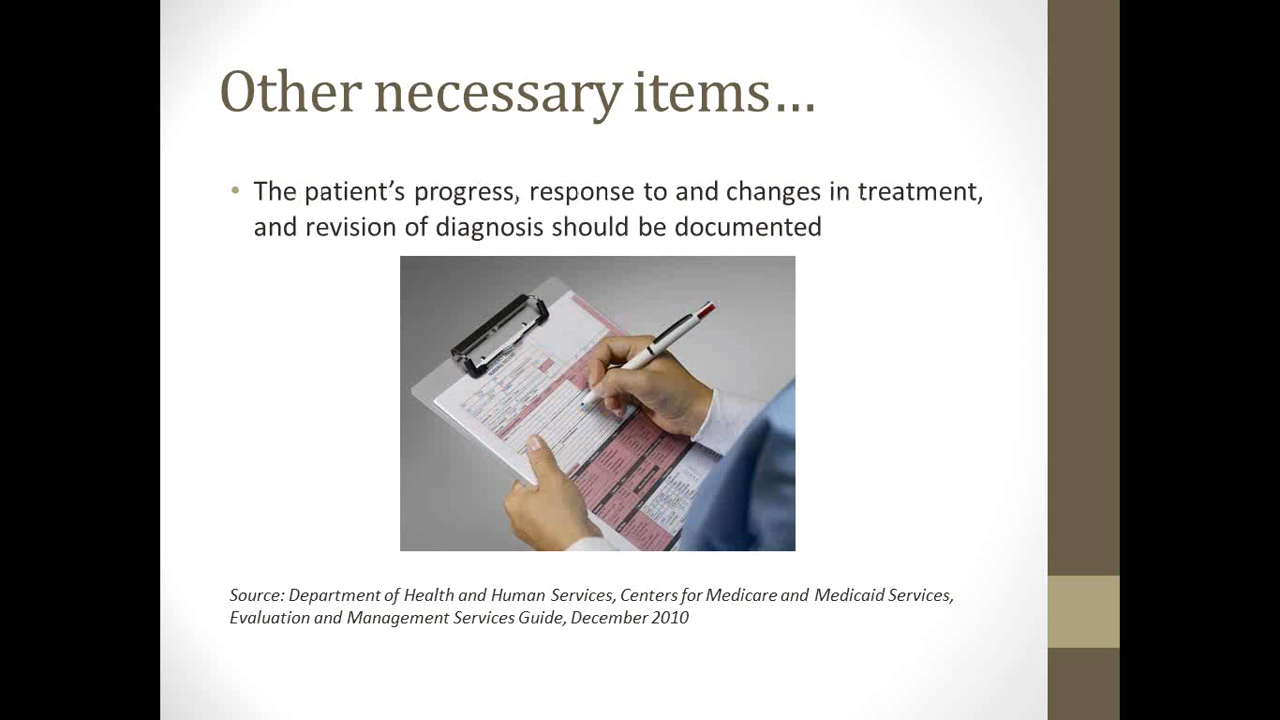 Other necessary items…
• The patient’s progress, response to and changes in treatment,
and revision of diagnosis should be documented
Source: Department of Health and Human Services, Centers for Medicare and Medicaid Services,
Evaluation and Management Services Guide, December 2010